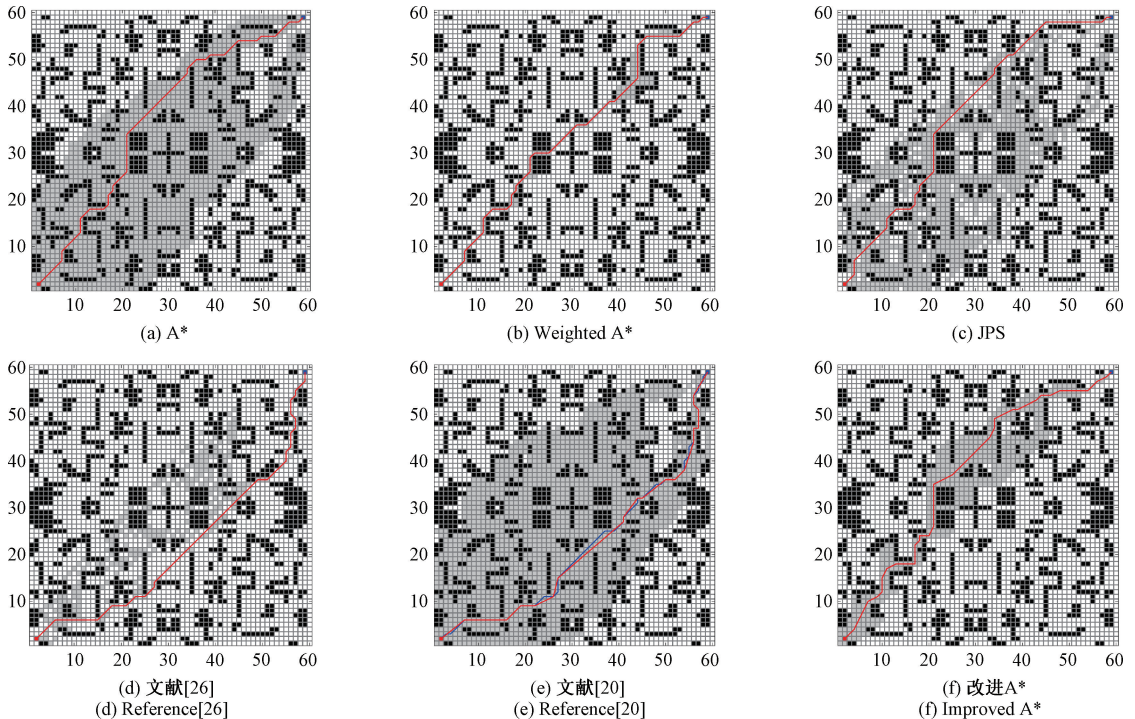 60
50
40
30
20
10
10 20 30 40 50 60
(a) A*
60
50
40
30
20
10
10 20 30 40 50 60
(b) Weighted A*
60
50
40
30
20
10
10 20 30 40 50 60
(c) JPS
60
50
40
30
20
10
10 20 30 40 50 60
(d) 文献[26]
(d) Reference[26]
60
50
40
30
20
10
10 20 30 40 50 60
(e) 文献[20]
(e) Reference[20]
60
50
40
30
20
10
10 20 30 40 50 60
(f) 改进A*
(f) Improved A*